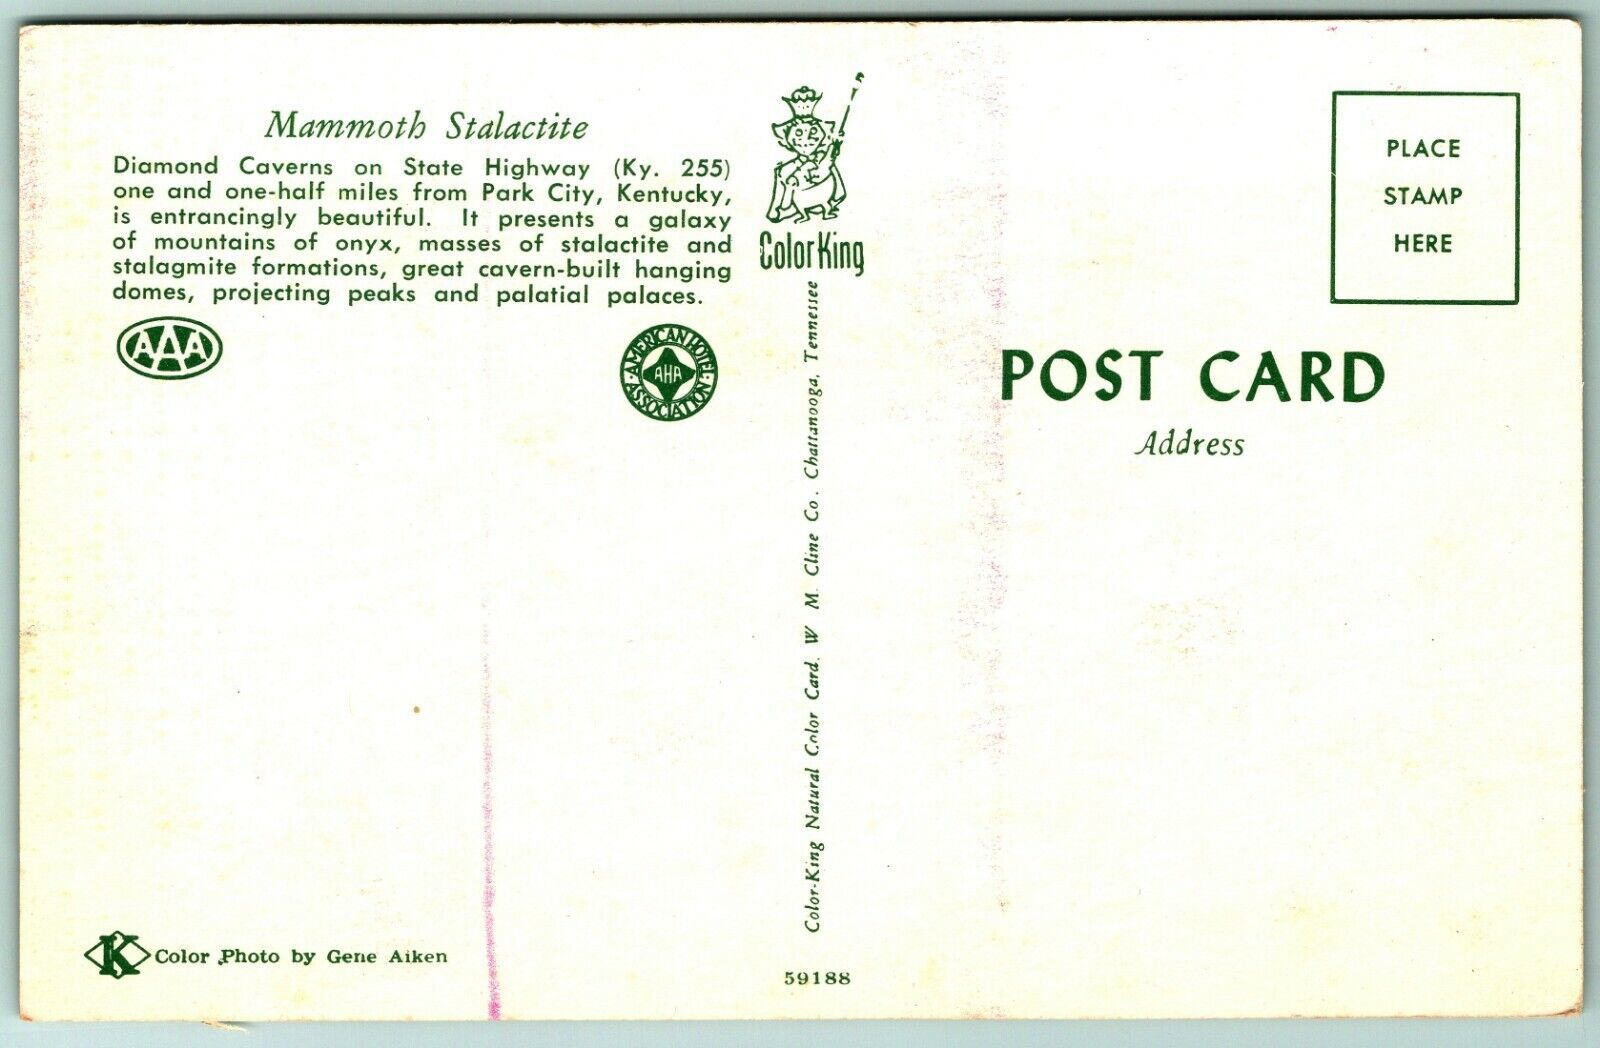 Mammoth Stalactite
Diamond Caverns on State Highway (Ky. 255)
one and one-half miles from Park City, Kentucky,
is entrancingly beautiful. It presents a galaxy
of mountains of onyx, masses of stalactite and
stalagmite formations, great cavern-built hanging
domes, projecting peaks and palatial palaces.
AAA
AMERICAN HOTEL
AHA
ASSOCIATION
K Color Photo by Gene Aiken
CK
ColorKing
Color-King Natural Color Card. W. M. Cline Co., Chattanooga, Tennessee
59188
PLACE
STAMP
HERE
POST CARD
Address